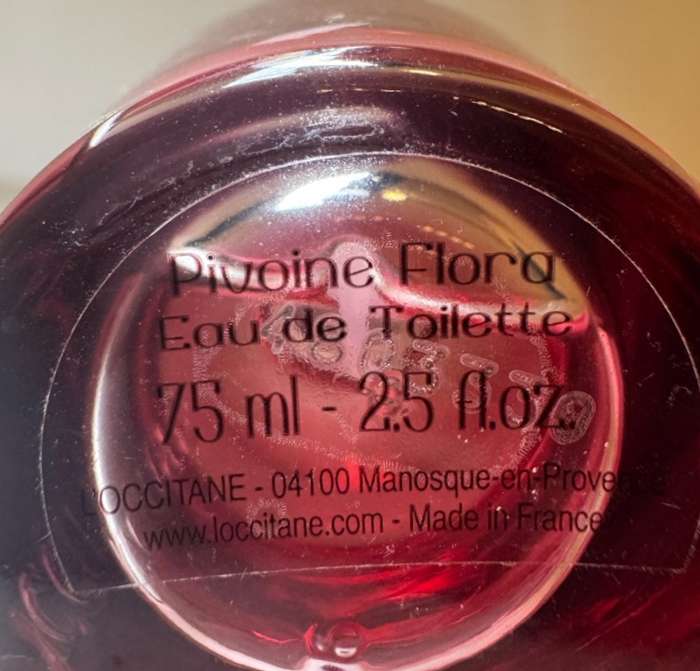 Pivoine Flora
Eau de Toilette
75 ml - 2.5 fl.oz.
L'OCCITANE - 04100 Manosque-en-Provence
www.loccitane.com - Made in France